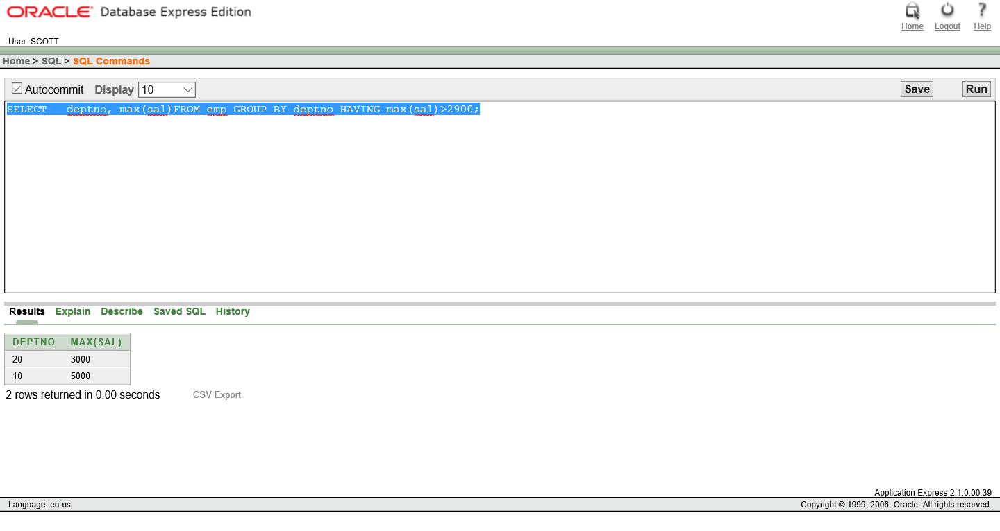 ORACLE® Database Express Edition
Home Logout Help
User: SCOTT
Home > SQL > SQL Commands
Autocommit Display 10 Save Run
SELECT   deptno, max(sal)FROM emp GROUP BY deptno HAVING max(sal)>2900;
Results Explain Describe Saved SQL History
DEPTNO MAX(SAL)
20 3000
10 5000
2 rows returned in 0.00 seconds CSV Export
Application Express 2.1.0.00.39
Language: en-us Copyright © 1999, 2006, Oracle. All rights reserved.